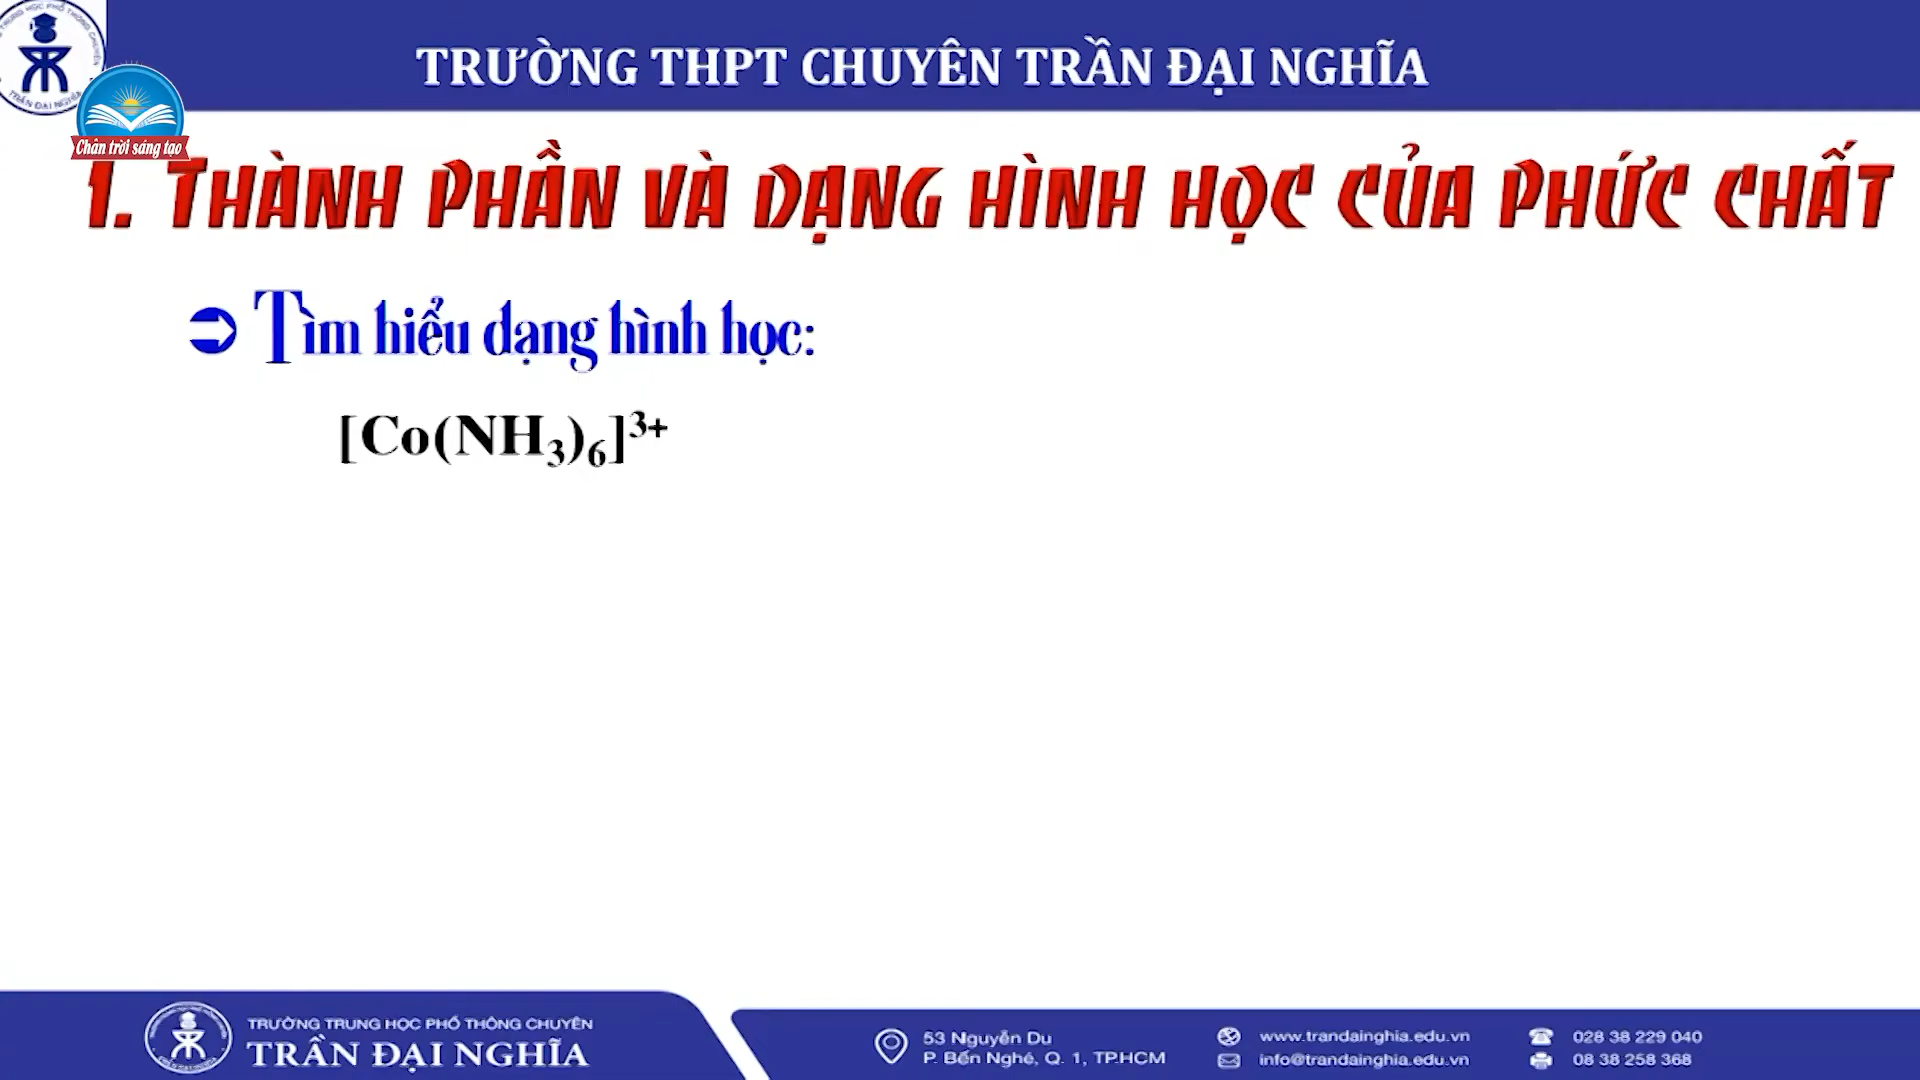 TRƯỜNG THPT CHUYÊN TRẦN ĐẠI NGHĨA
Chân trời sáng tạo
1. THÀNH PHẦN VÀ DẠNG HÌNH HỌC CỦA PHỨC CHẤT
➲ Tìm hiểu dạng hình học:
[Co(NH₃)₆]³⁺
TRƯỜNG TRUNG HỌC PHỔ THÔNG CHUYÊN
TRẦN ĐẠI NGHĨA
53 Nguyễn Du
P. Bến Nghé, Q. 1, TP.HCM
www.trandainghia.edu.vn
info@trandainghia.edu.vn
028 38 229 040
08 38 258 368